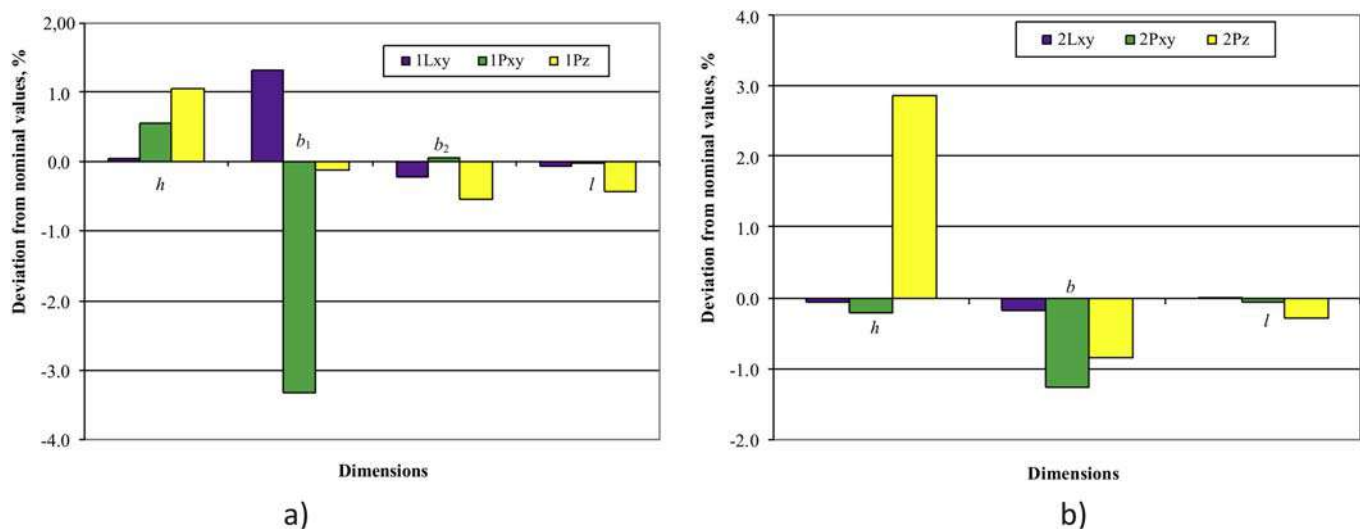 2,00
1.0
0.0
-1.0
-2.0
-3.0
-4.0
Deviation from nominal values, %
1Lxy 1Pxy 1Pz
h
b₁
b₂
l
Dimensions
a)
4.0
3.0
2.0
1.0
0.0
-1.0
-2.0
Deviation from nominal values, %
2Lxy 2Pxy 2Pz
h
b
l
Dimensions
b)